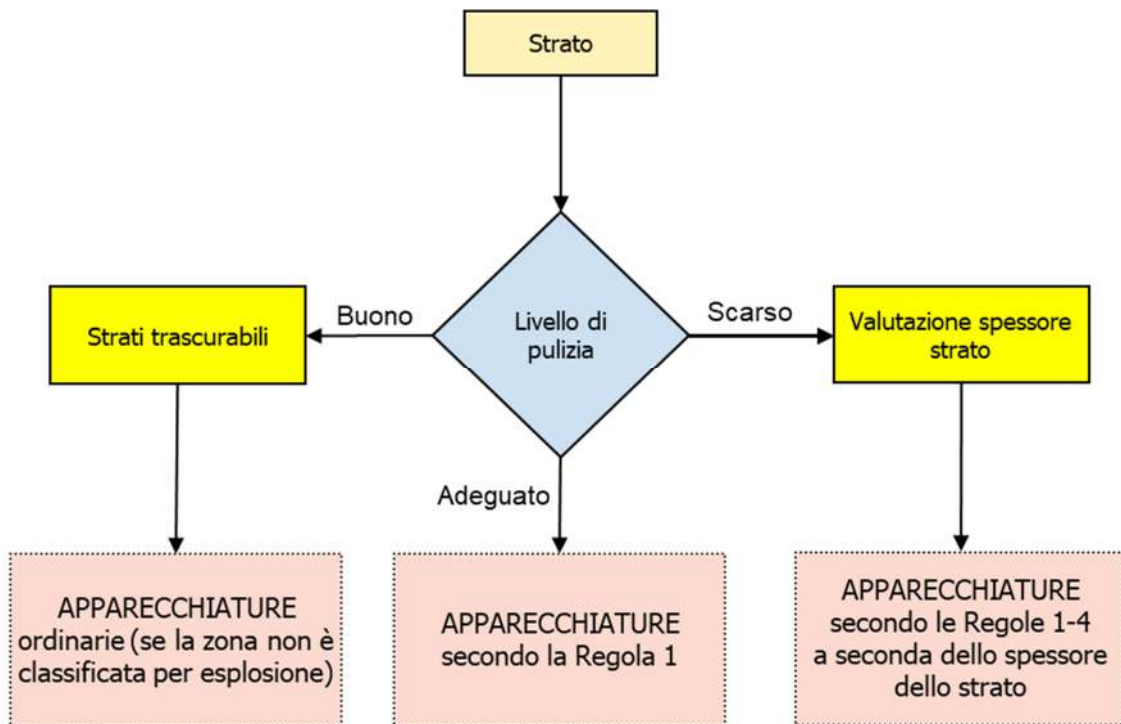 Strato
Buono
Livello di
pulizia
Scarso
Strati trascurabili
Valutazione spessore
strato
Adeguato
APPARECCHIATURE
ordinarie (se la zona non è
classificata per esplosione)
APPARECCHIATURE
secondo la Regola 1
APPARECCHIATURE
secondo le Regole 1-4
a seconda dello spessore
dello strato